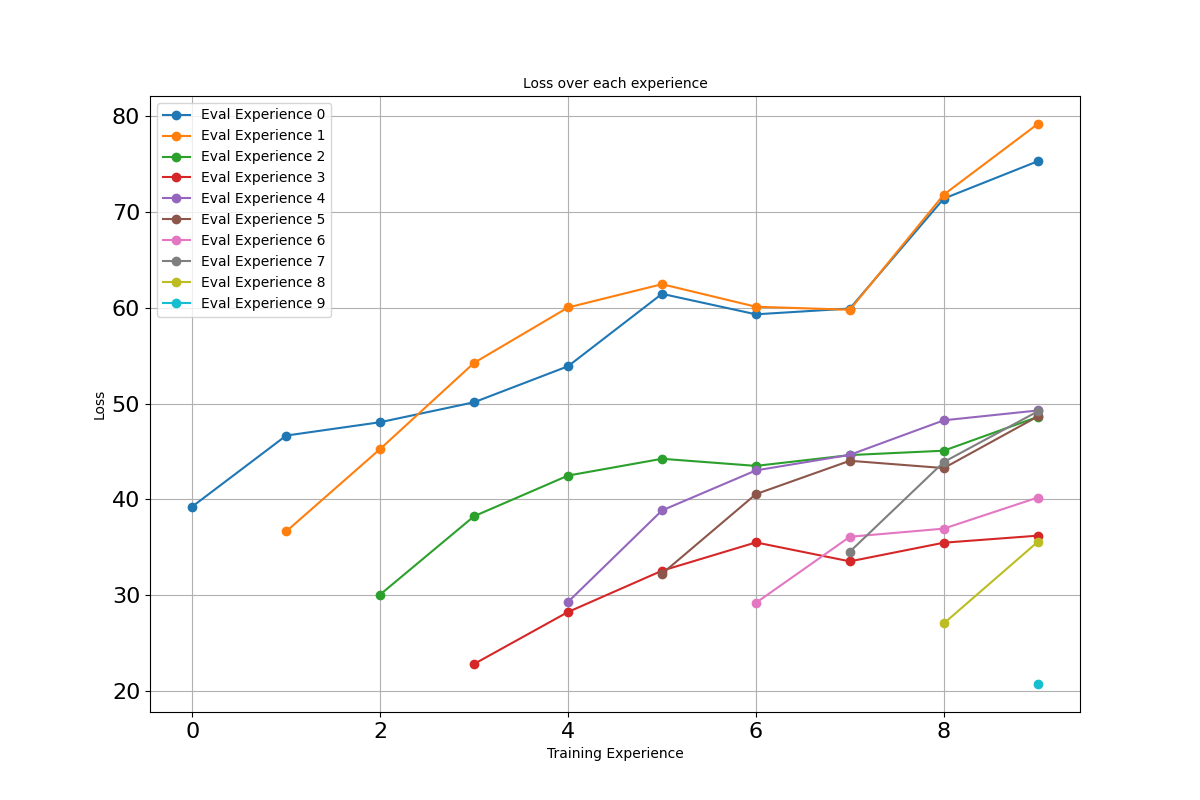 Loss over each experience
80
70
60
50
40
30
20
Loss
Eval Experience 0
Eval Experience 1
Eval Experience 2
Eval Experience 3
Eval Experience 4
Eval Experience 5
Eval Experience 6
Eval Experience 7
Eval Experience 8
Eval Experience 9
0 2 4 6 8
Training Experience